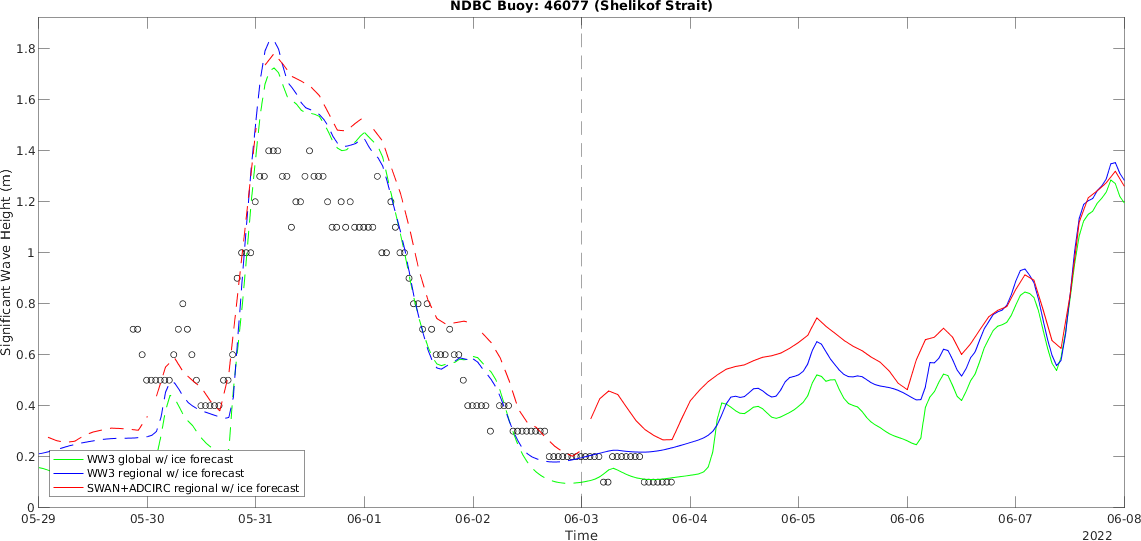 NDBC Buoy: 46077 (Shelikof Strait)
Significant Wave Height (m)
1.8
1.6
1.4
1.2
1
0.8
0.6
0.4
0.2
0
WW3 global w/ ice forecast
WW3 regional w/ ice forecast
SWAN+ADCIRC regional w/ ice forecast
05-29 05-30 05-31 06-01 06-02 06-03 06-04 06-05 06-06 06-07 06-08
Time
2022